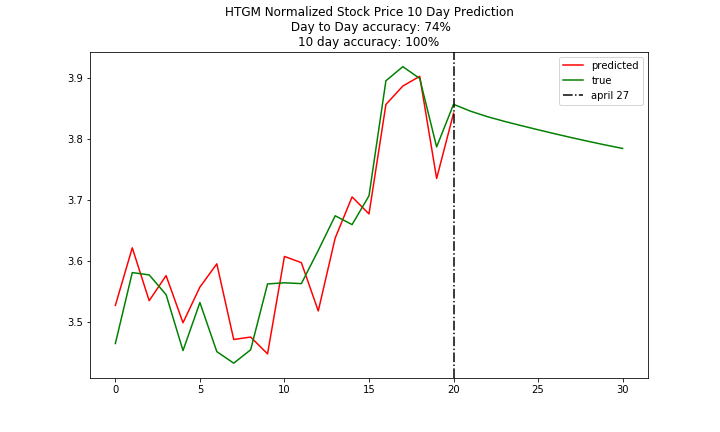 HTGM Normalized Stock Price 10 Day Prediction
Day to Day accuracy: 74%
10 day accuracy: 100%
predicted
true
april 27
3.9
3.8
3.7
3.6
3.5
0 5 10 15 20 25 30